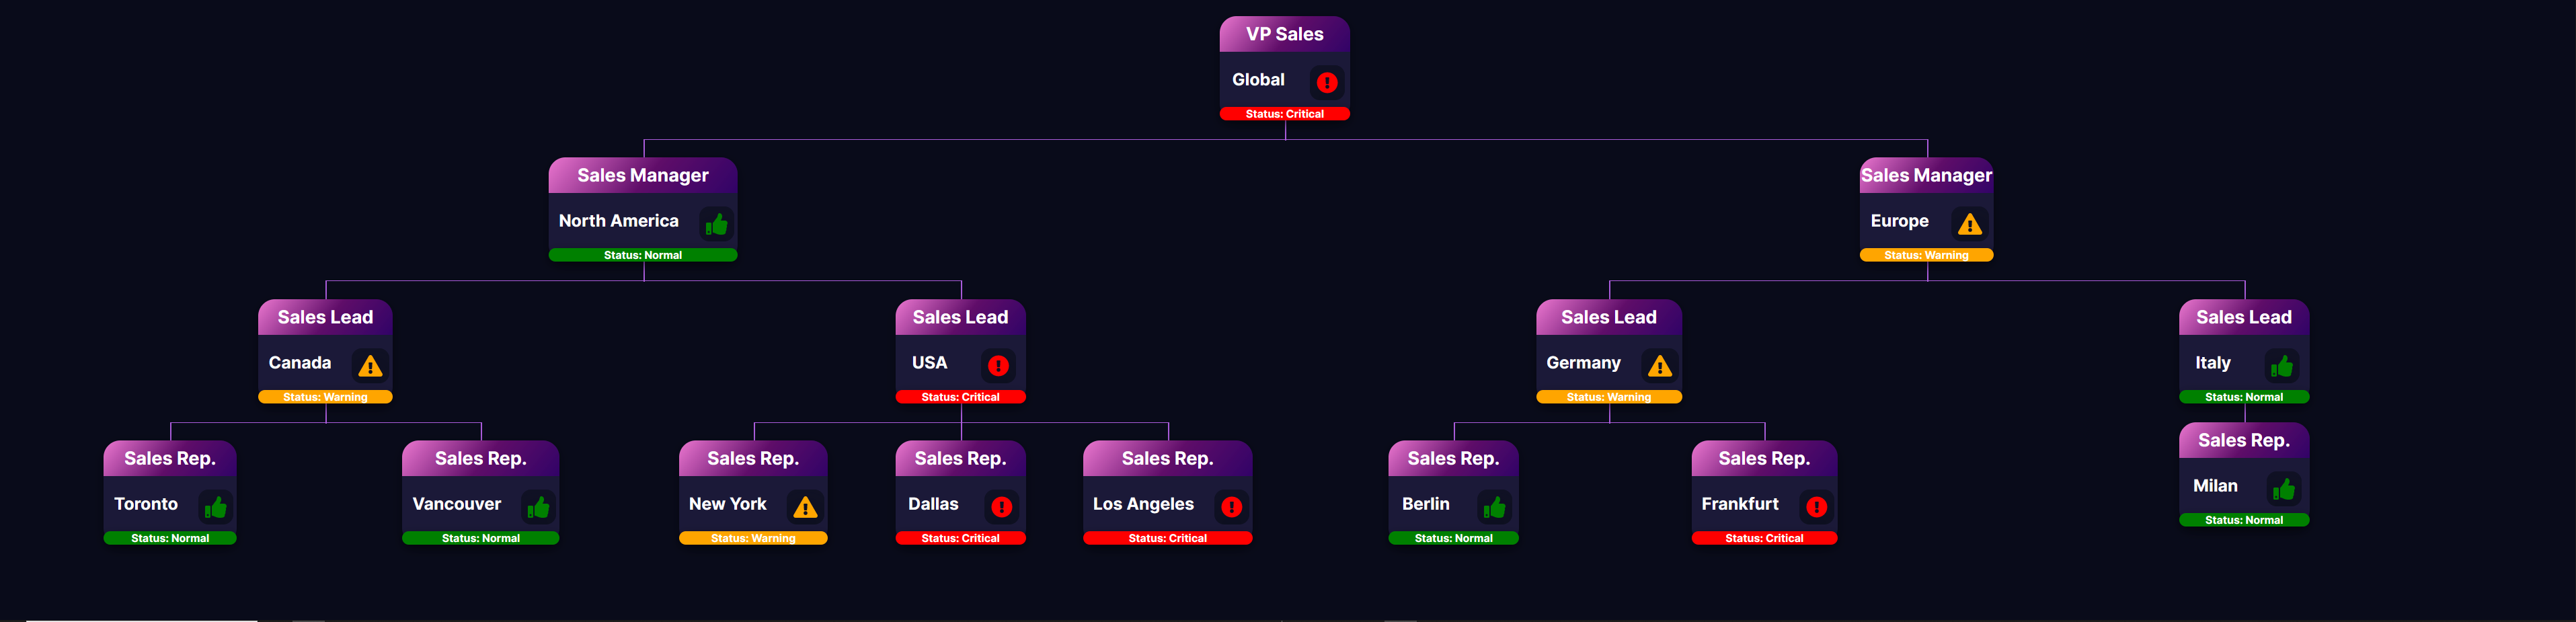 VP Sales
Global
Status: Critical
Sales Manager
North America
Status: Normal
Sales Manager
Europe
Status: Warning
Sales Lead
Canada
Status: Warning
Sales Lead
USA
Status: Critical
Sales Lead
Germany
Status: Warning
Sales Lead
Italy
Status: Normal
Sales Rep.
Toronto
Status: Normal
Sales Rep.
Vancouver
Status: Normal
Sales Rep.
New York
Status: Warning
Sales Rep.
Dallas
Status: Critical
Sales Rep.
Los Angeles
Status: Critical
Sales Rep.
Berlin
Status: Normal
Sales Rep.
Frankfurt
Status: Critical
Sales Rep.
Milan
Status: Normal